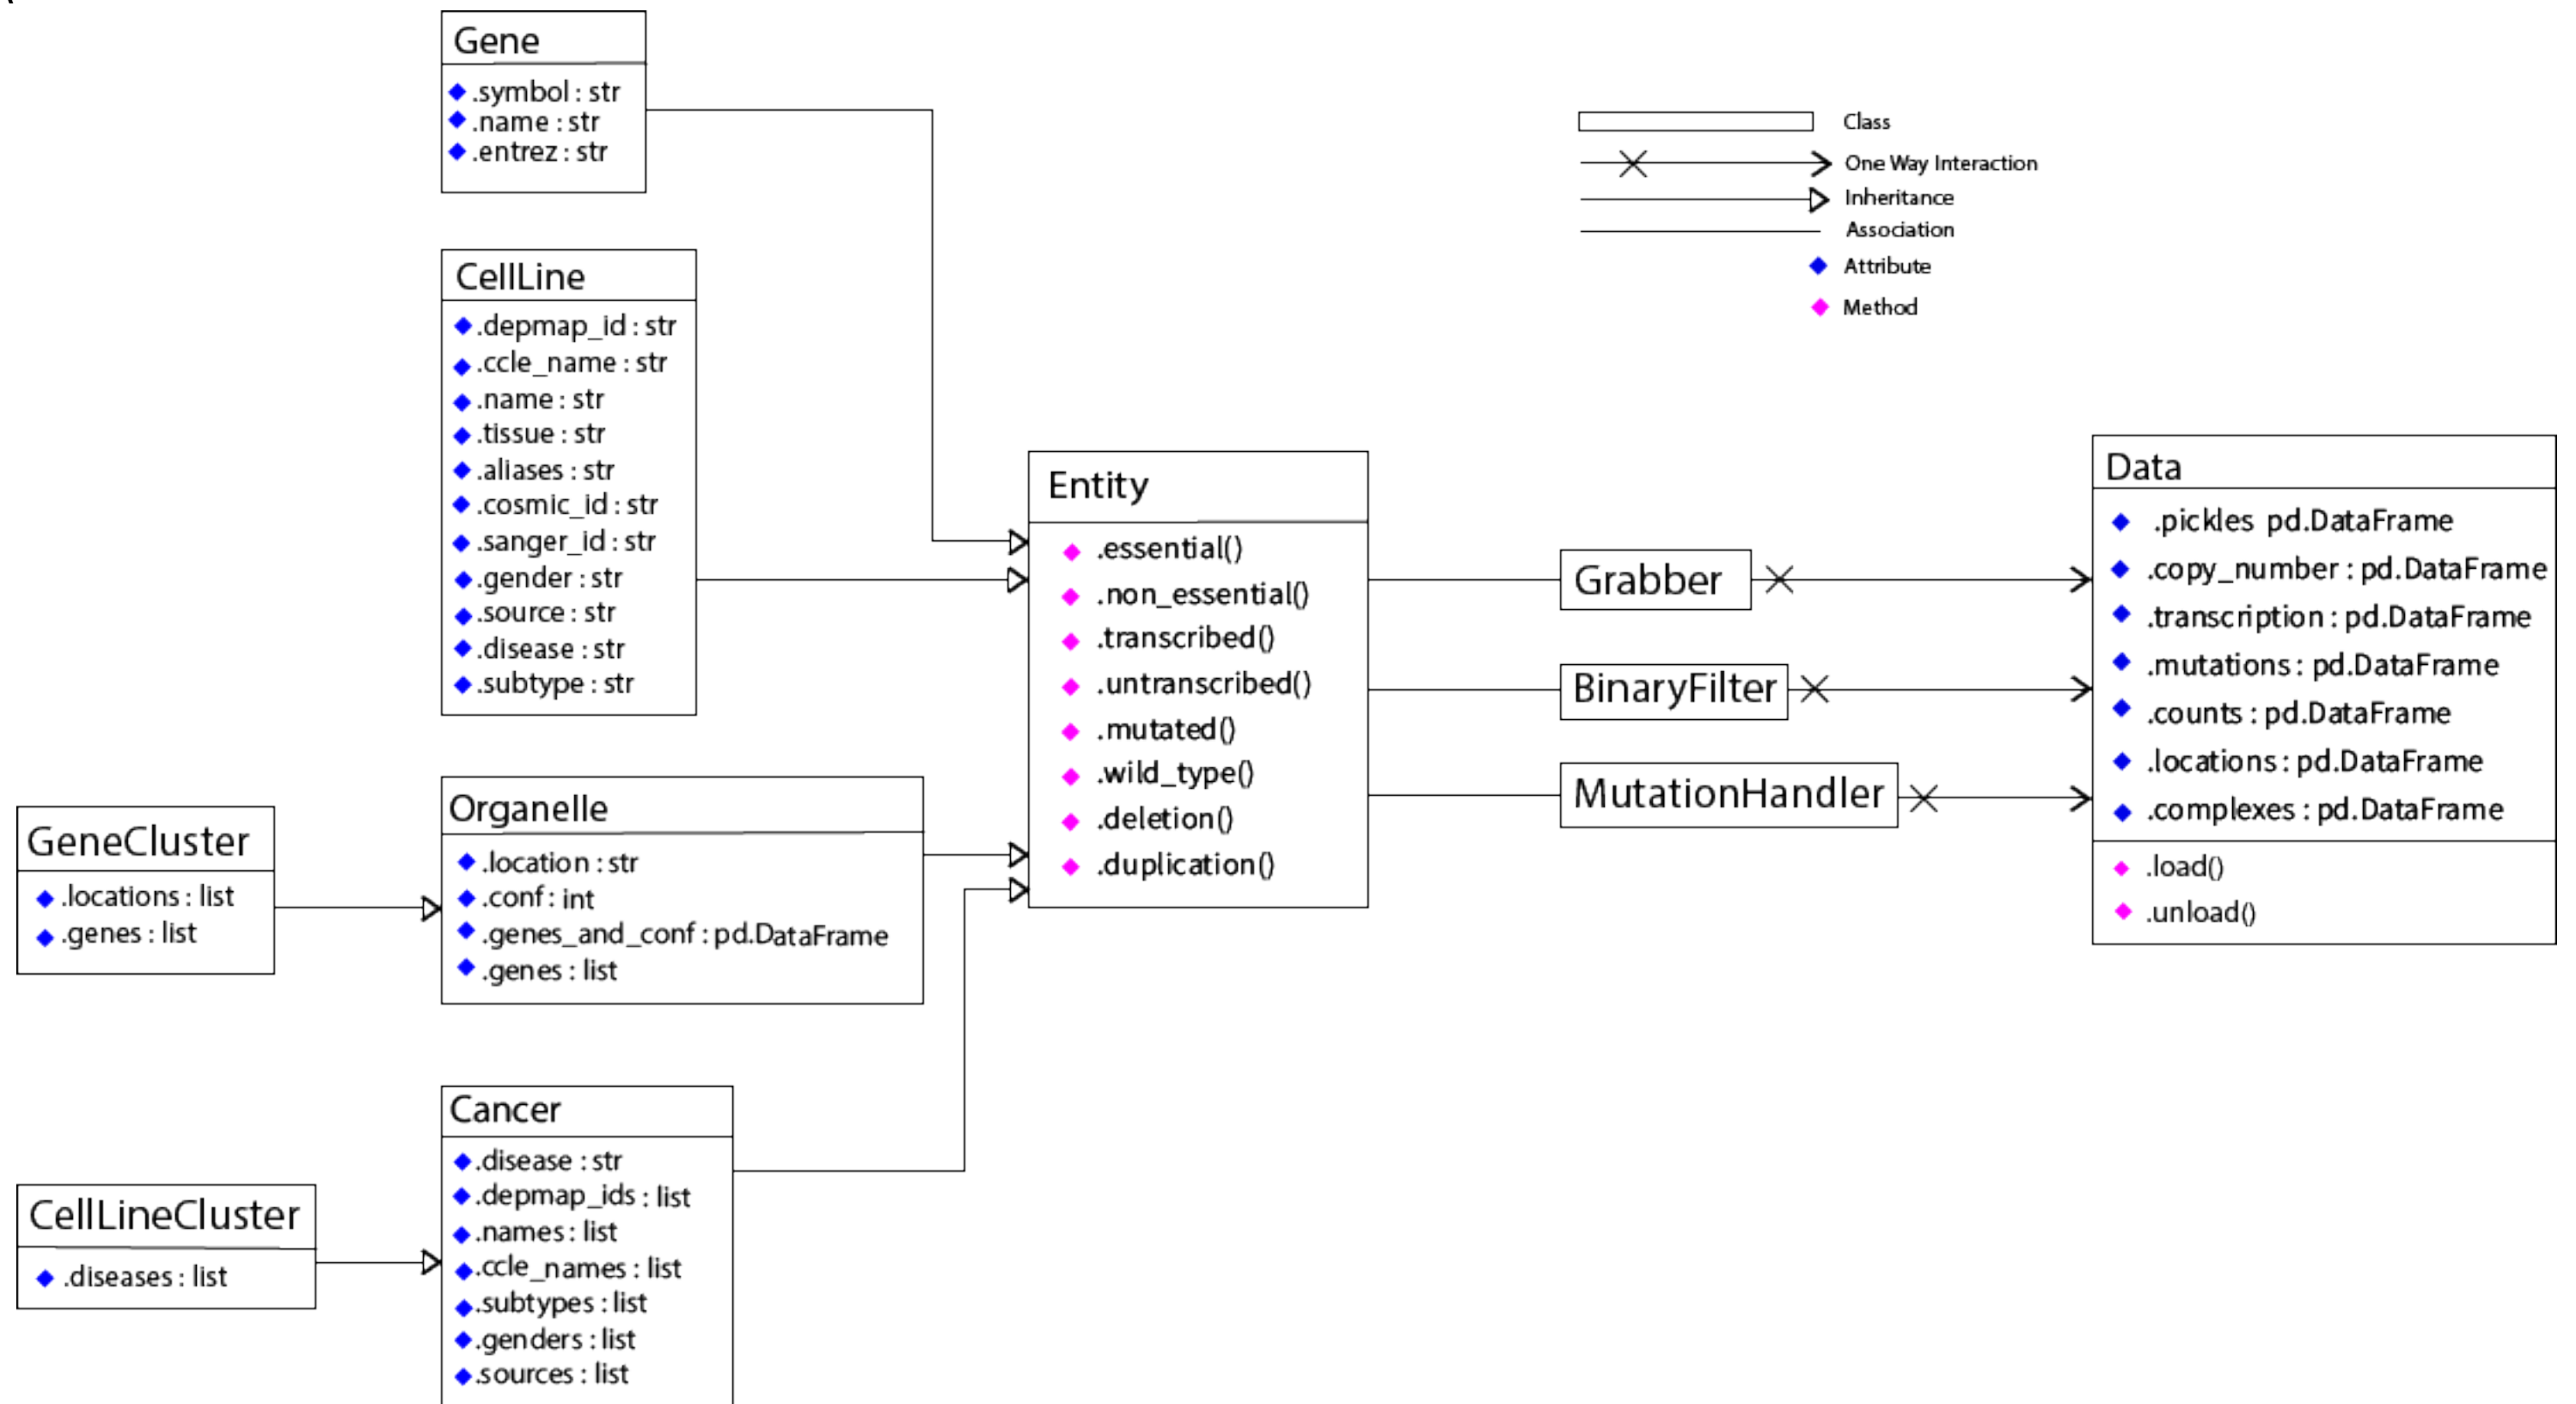 Gene
.symbol : str
.name : str
.entrez : str
CellLine
.depmap_id : str
.ccle_name : str
.name : str
.tissue : str
.aliases : str
.cosmic_id : str
.sanger_id : str
.gender : str
.source : str
.disease : str
.subtype : str
GeneCluster
.locations : list
.genes : list
Organelle
.location : str
.conf : int
.genes_and_conf : pd.DataFrame
.genes : list
CellLineCluster
.diseases : list
Cancer
.disease : str
.depmap_ids : list
.names : list
.ccle_names : list
.subtypes : list
.genders : list
.sources : list
Entity
.essential()
.non_essential()
.transcribed()
.untranscribed()
.mutated()
.wild_type()
.deletion()
.duplication()
Class
One Way Interaction
Inheritance
Association
Attribute
Method
Grabber
BinaryFilter
MutationHandler
Data
.pickles pd.DataFrame
.copy_number : pd.DataFrame
.transcription : pd.DataFrame
.mutations : pd.DataFrame
.counts : pd.DataFrame
.locations : pd.DataFrame
.complexes : pd.DataFrame
.load()
.unload()